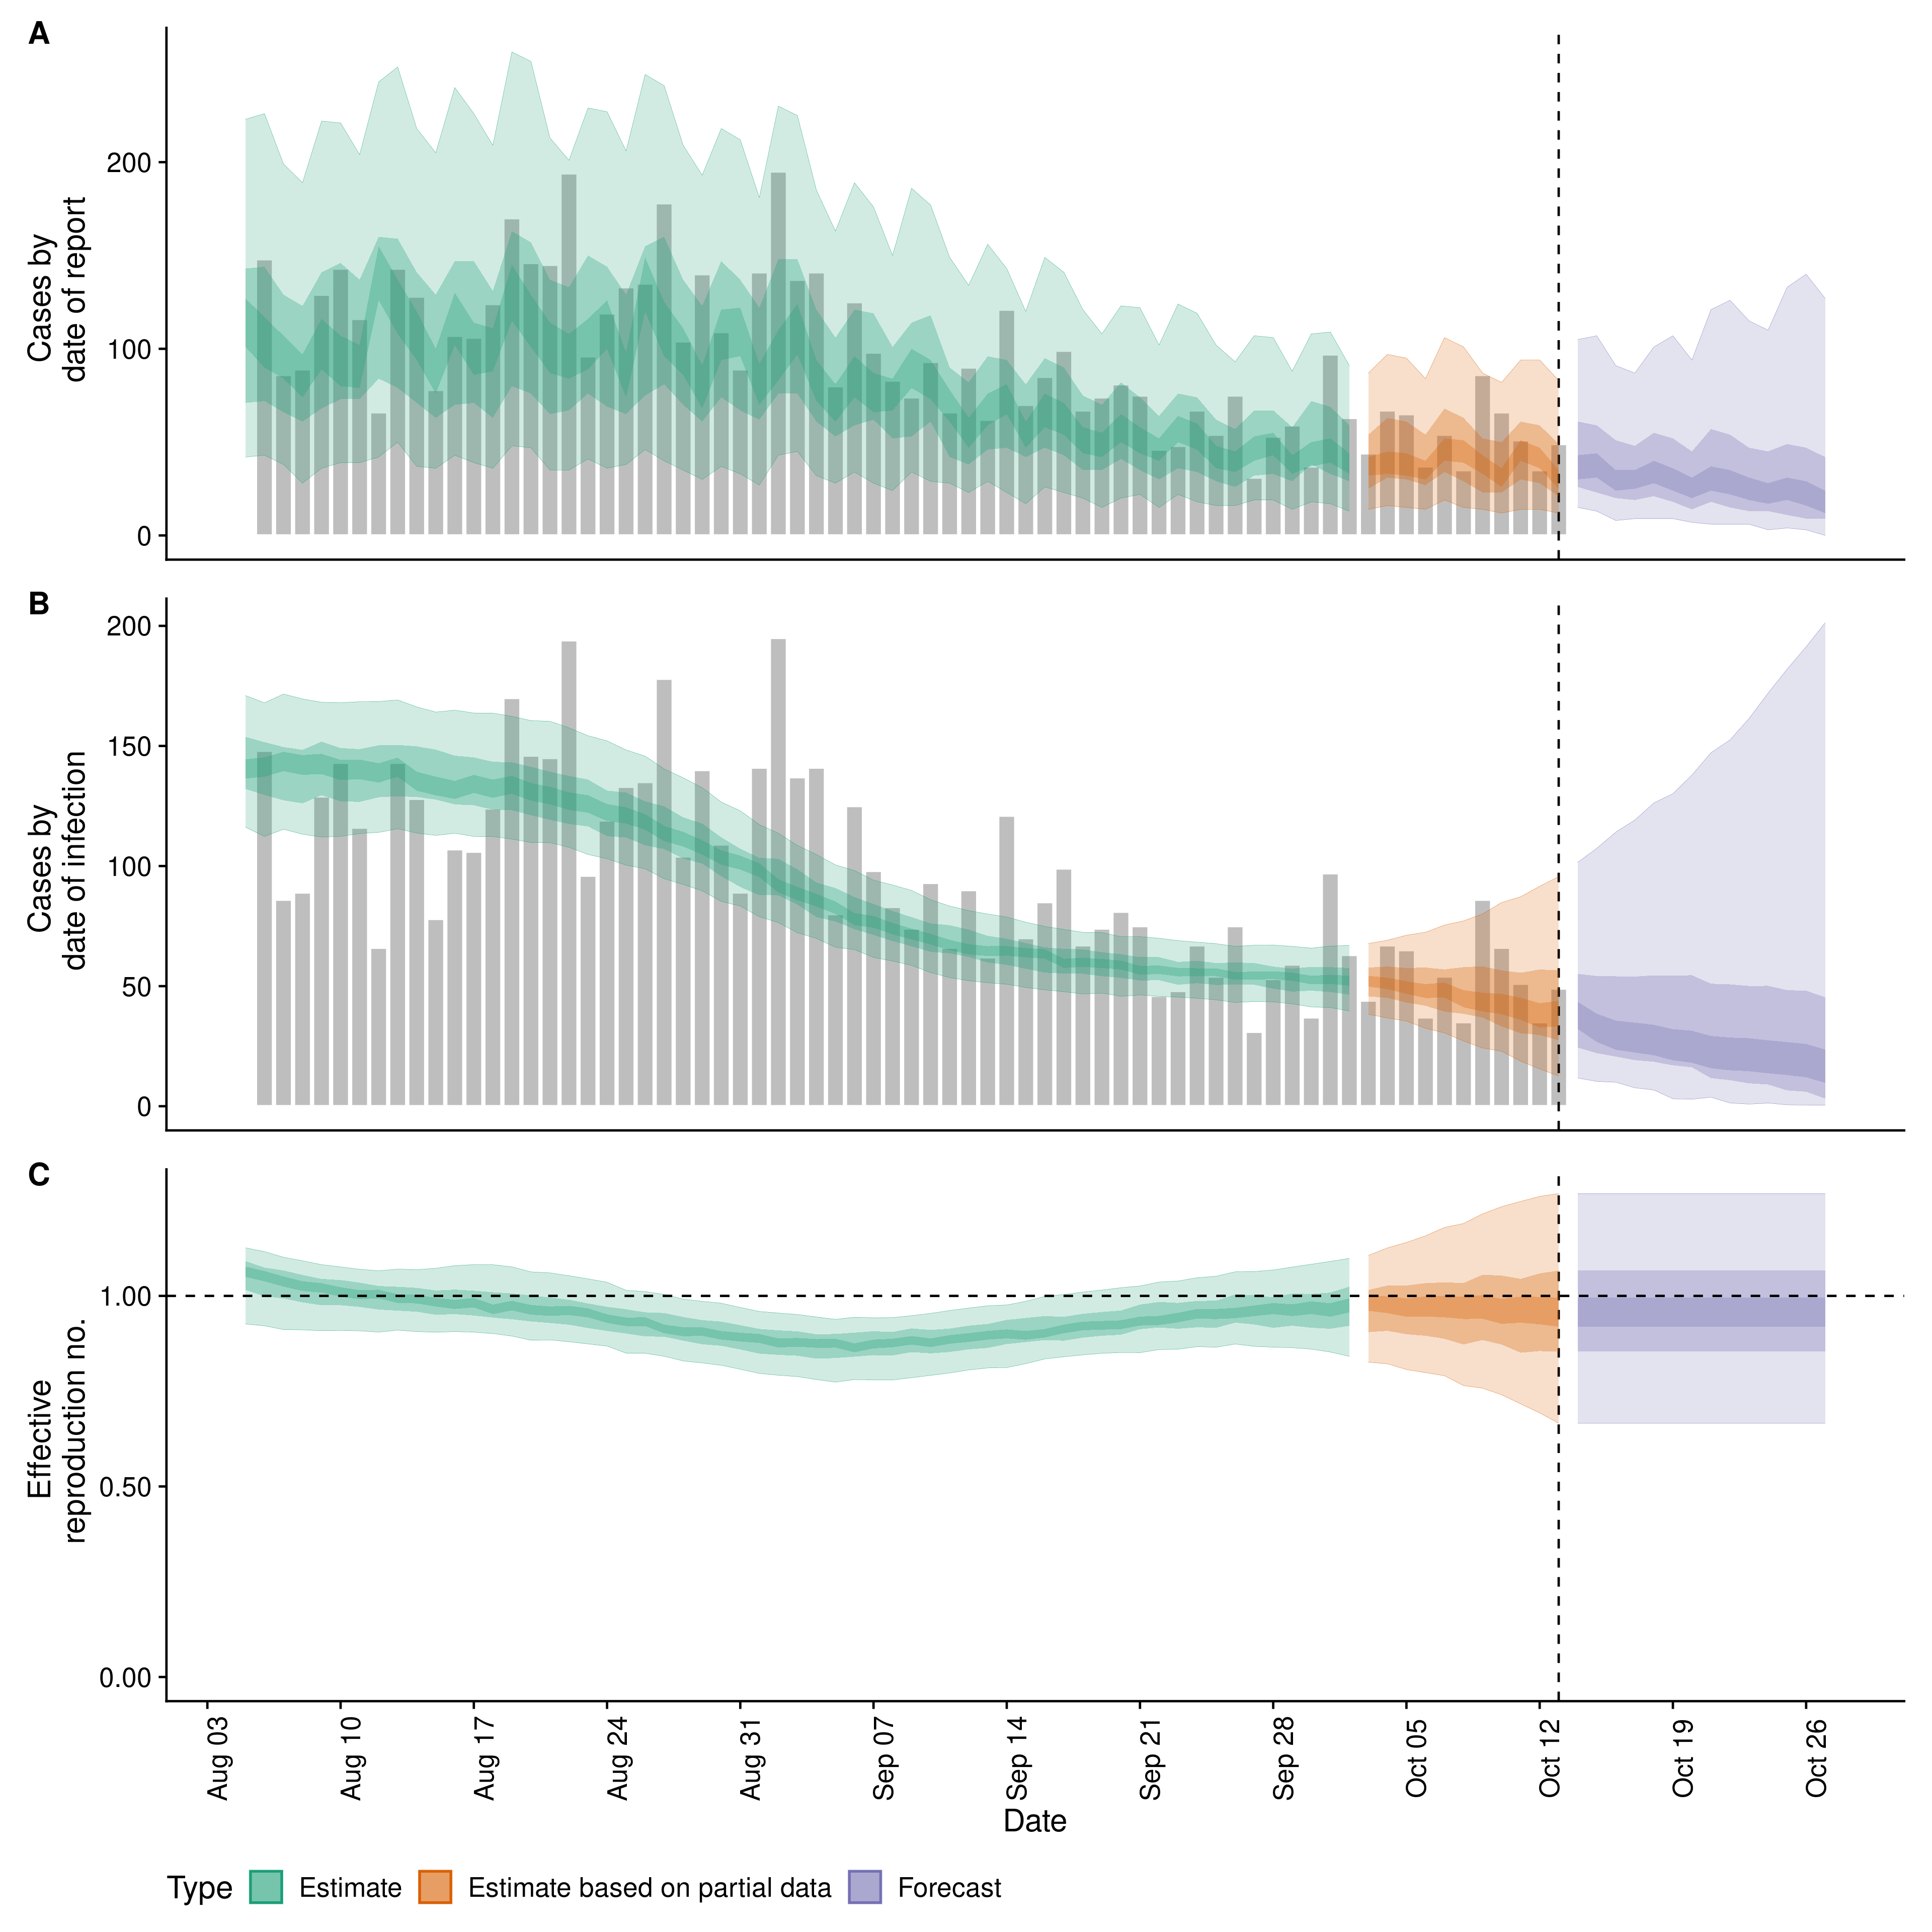 A
Cases by
date of report
200
100
0
B
Cases by
date of infection
200
150
100
50
0
C
Effective
reproduction no.
1.00
0.50
0.00
Aug 03
Aug 10
Aug 17
Aug 24
Aug 31
Sep 07
Sep 14
Sep 21
Sep 28
Oct 05
Oct 12
Oct 19
Oct 26
Date
Type Estimate Estimate based on partial data Forecast